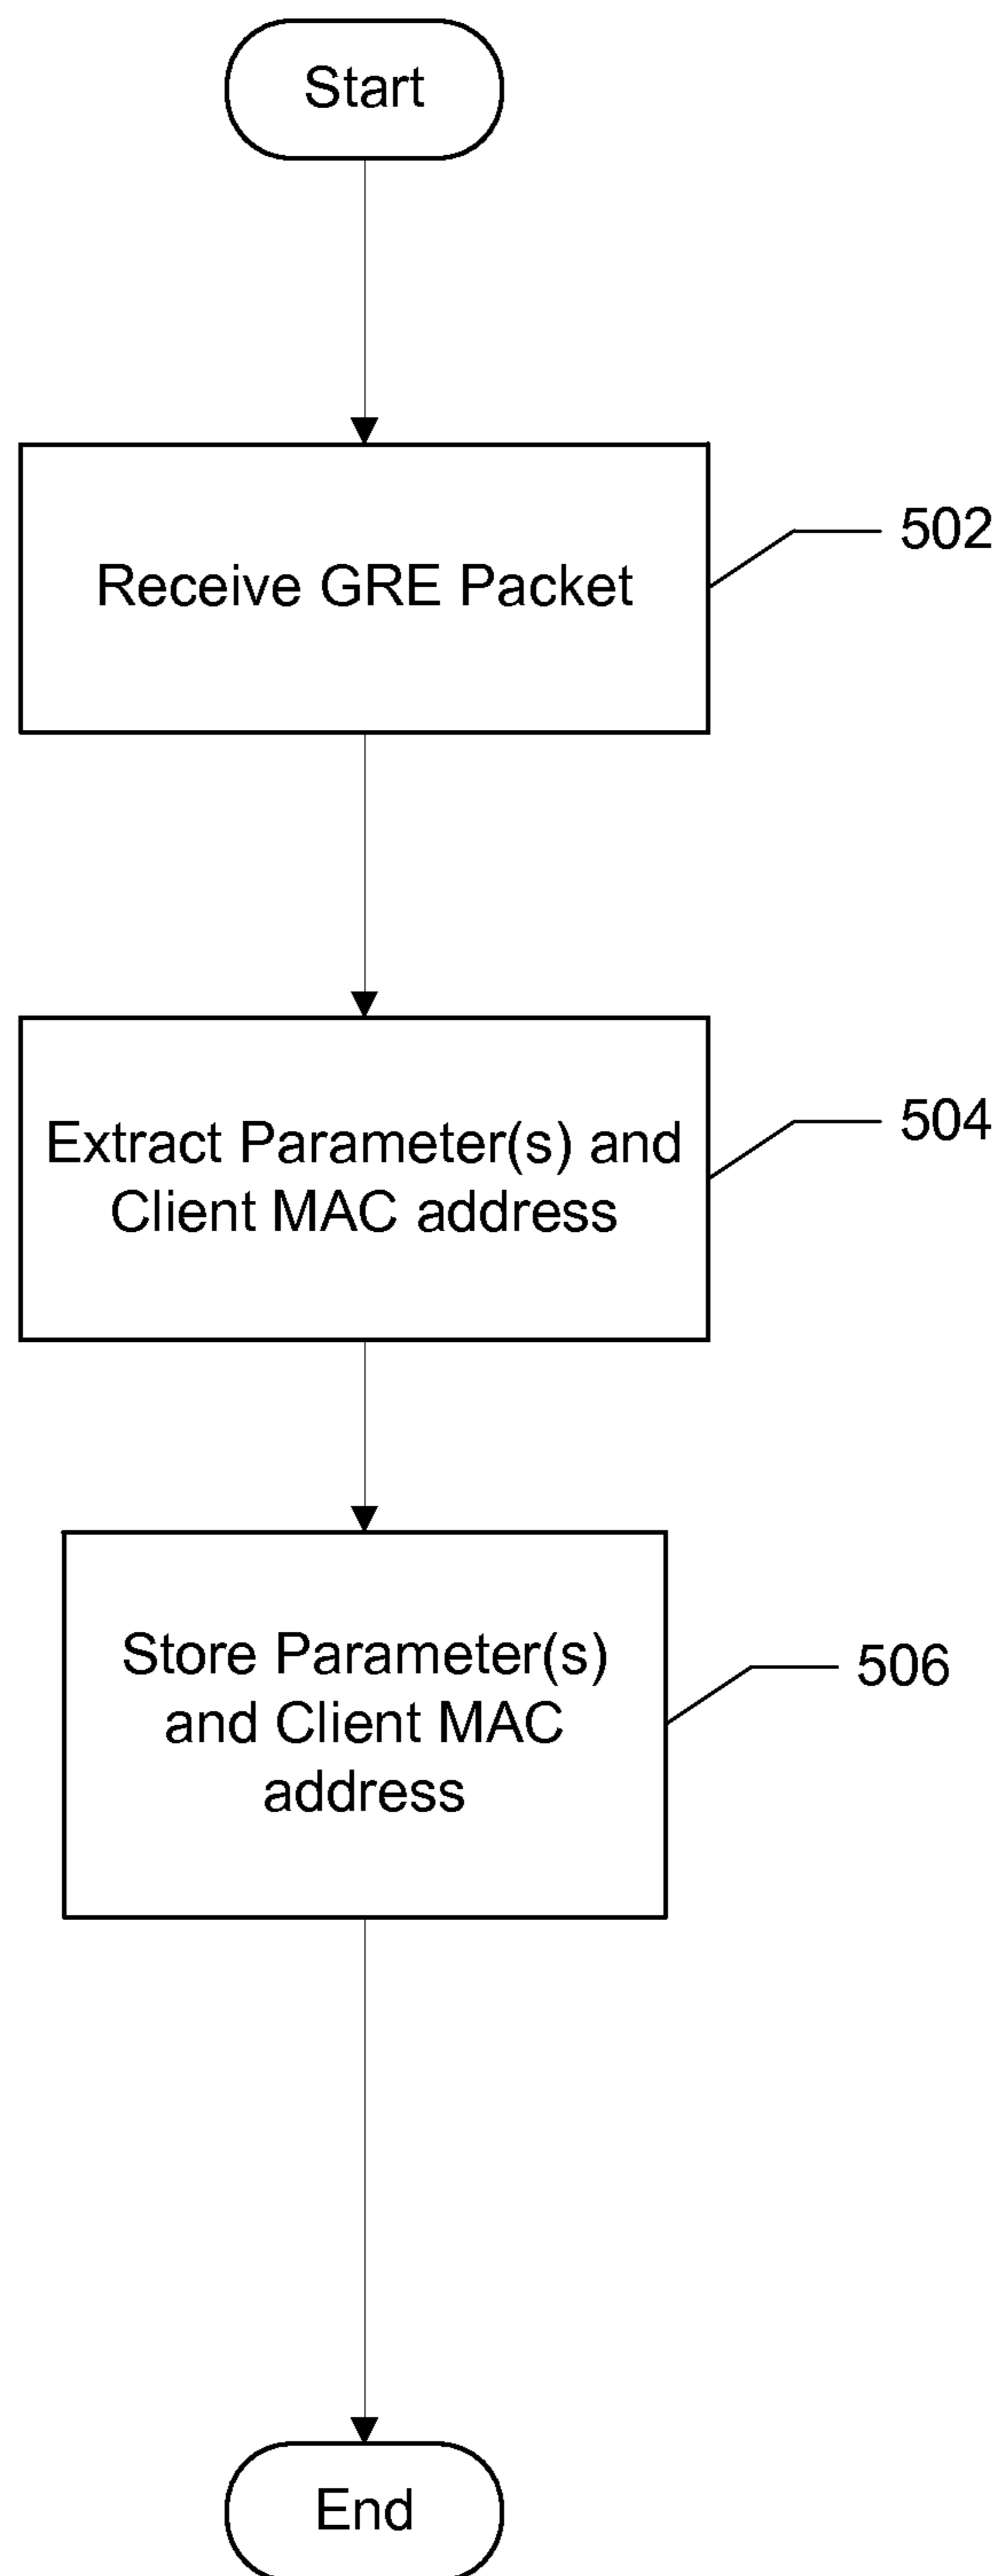 Start
Receive GRE Packet
502
Extract Parameter(s) and
Client MAC address
504
Store Parameter(s)
and Client MAC
address
506
End